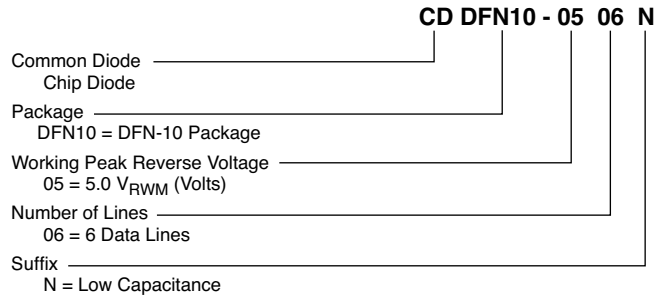 CD DFN10 - 05 06 N
Common Diode
Chip Diode
Package
DFN10 = DFN-10 Package
Working Peak Reverse Voltage
05 = 5.0 VRWM (Volts)
Number of Lines
06 = 6 Data Lines
Suffix
N = Low Capacitance